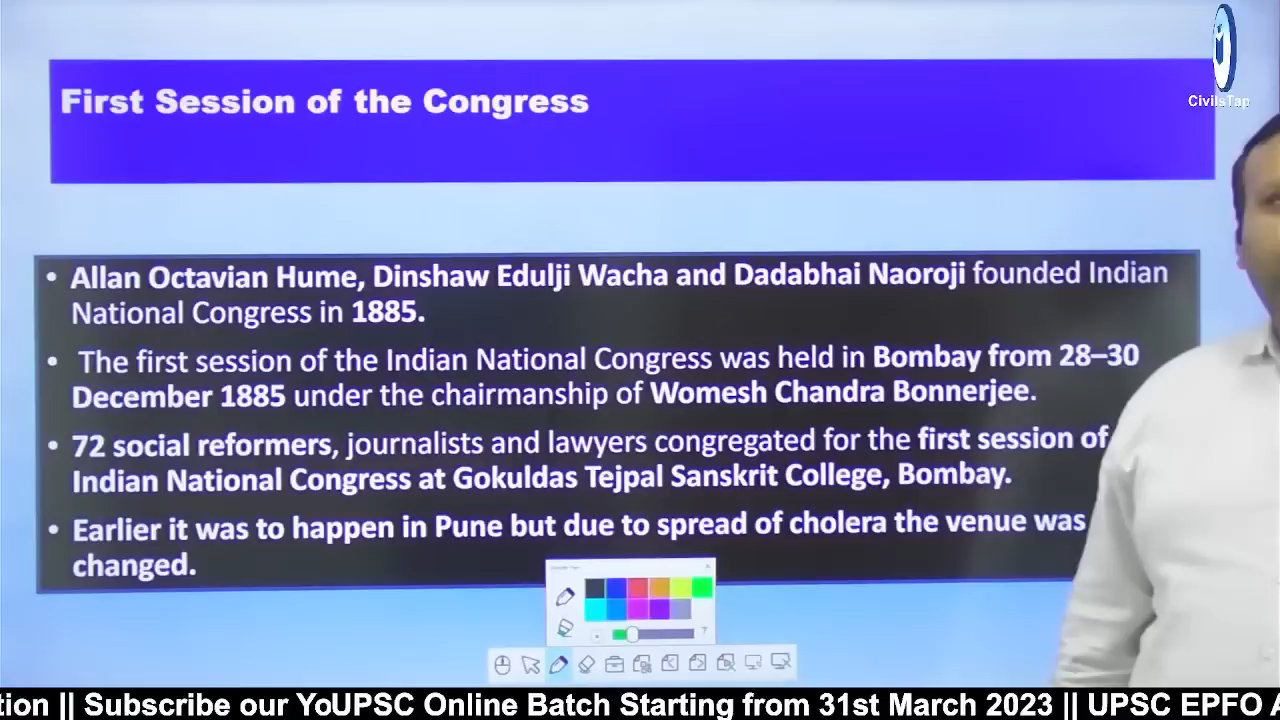 CivilsTap
First Session of the Congress
• Allan Octavian Hume, Dinshaw Edulji Wacha and Dadabhai Naoroji founded Indian
National Congress in 1885.
• The first session of the Indian National Congress was held in Bombay from 28–30
December 1885 under the chairmanship of Womesh Chandra Bonnerjee.
• 72 social reformers, journalists and lawyers congregated for the first session of
Indian National Congress at Gokuldas Tejpal Sanskrit College, Bombay.
• Earlier it was to happen in Pune but due to spread of cholera the venue was
changed.
7
tion || Subscribe our YoUPSC Online Batch Starting from 31st March 2023 || UPSC EPFO A